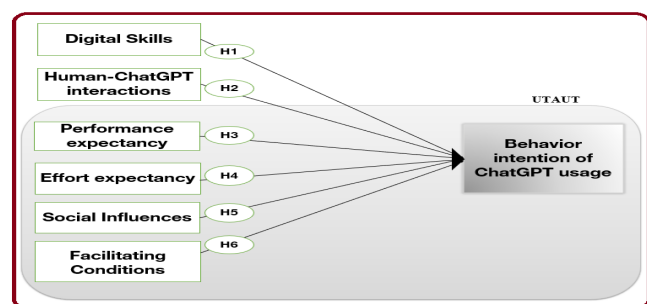 Digital Skills
H1
Human-ChatGPT
interactions
H2
UTAUT
Performance
expectancy
H3
Behavior
intention of
ChatGPT usage
Effort expectancy
H4
Social Influences
H5
Facilitating
Conditions
H6